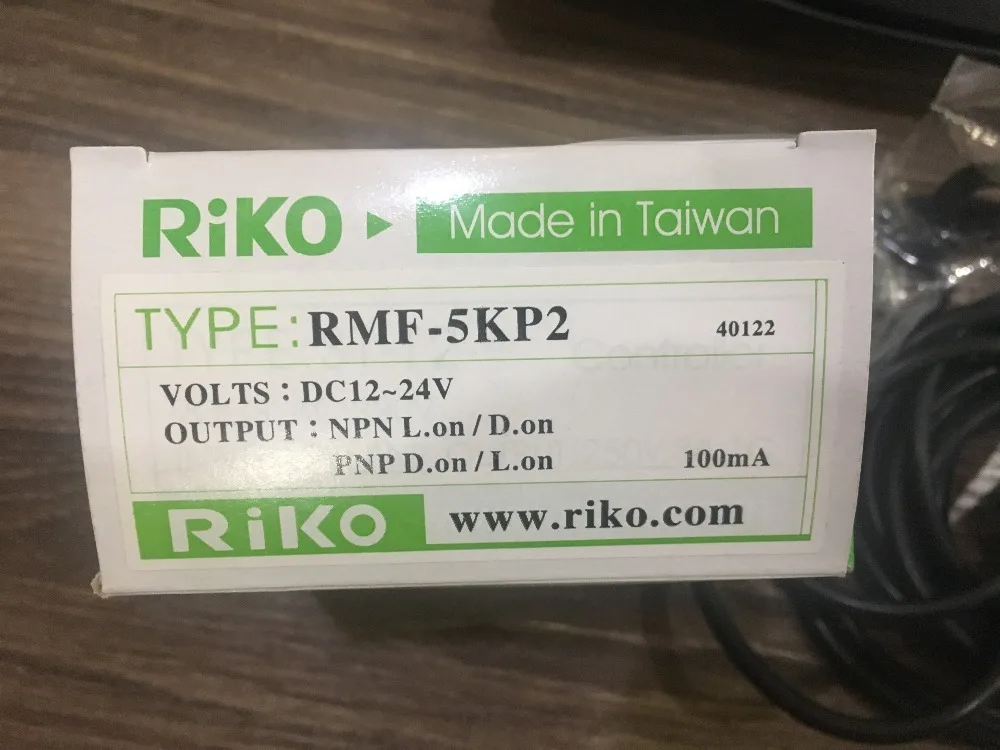 RiKO ▶ Made in Taiwan
TYPE: RMF-5KP2 40122
VOLTS : DC12~24V
OUTPUT : NPN L.on / D.on
PNP D.on / L.on 100mA
RiKO www.riko.com